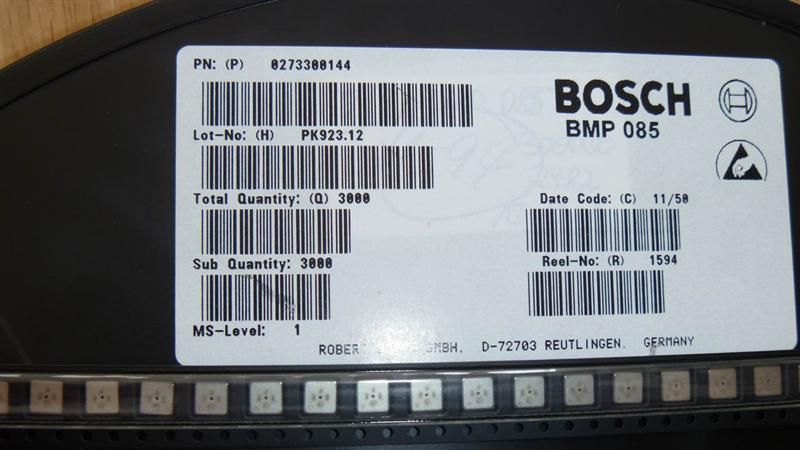 PN: (P) 0273300144
BOSCH
BMP 085
Lot-No: (H) PK923.12
Total Quantity: (Q) 3000
Date Code: (C) 11/50
Sub Quantity: 3000
Reel-No: (R) 1594
MS-Level: 1
ROBERT GMBH. D-72703 REUTLINGEN. GERMANY